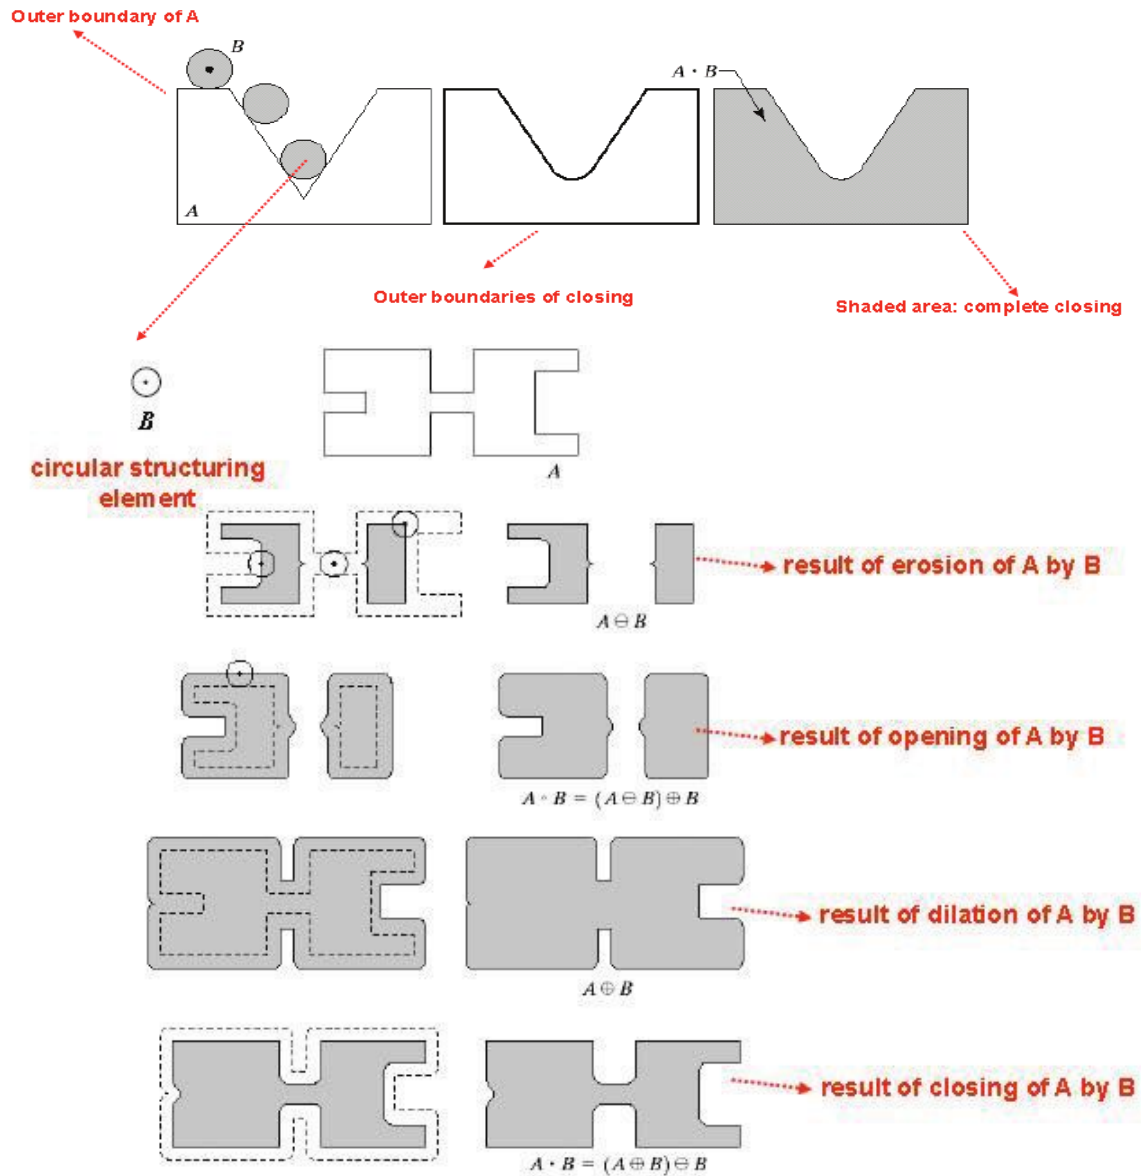 Outer boundary of A
B
A · B
A
Outer boundaries of closing
Shaded area: complete closing
B
circular structuring
element
A
result of erosion of A by B
A ⊖ B
result of opening of A by B
A ∘ B = (A ⊖ B) ⊕ B
result of dilation of A by B
A ⊕ B
result of closing of A by B
A · B = (A ⊕ B) ⊖ B